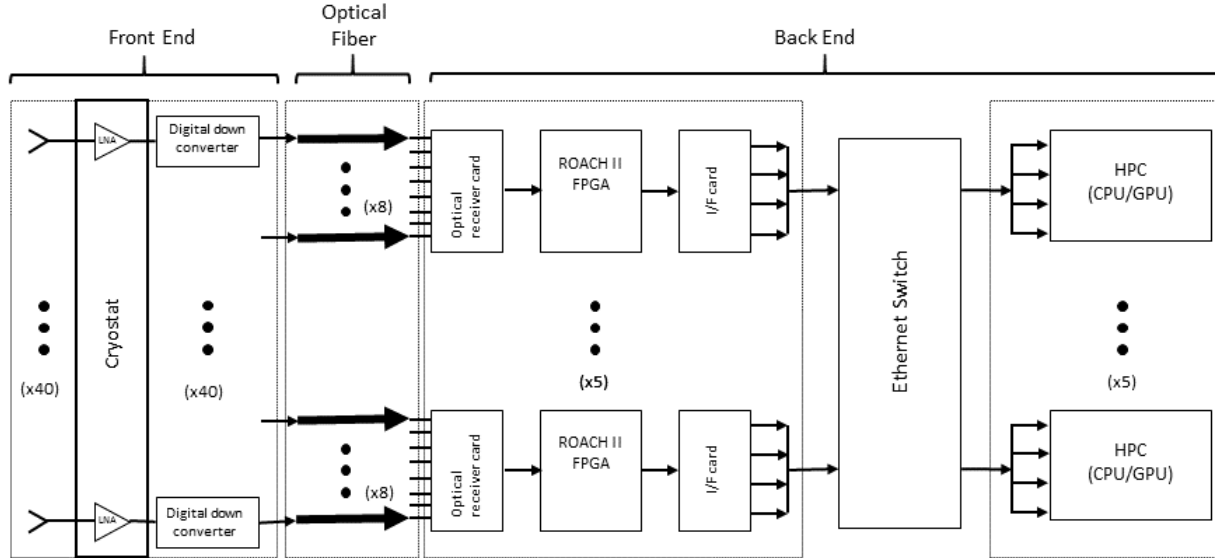 Front End
Optical
Fiber
Back End
LNA
Digital down
converter
(x8)
Optical
receiver card
ROACH II
FPGA
I/F card
HPC
(CPU/GPU)
Cryostat
(x40)
(x40)
(x5)
Ethernet Switch
(x5)
LNA
Digital down
converter
(x8)
Optical
receiver card
ROACH II
FPGA
I/F card
HPC
(CPU/GPU)